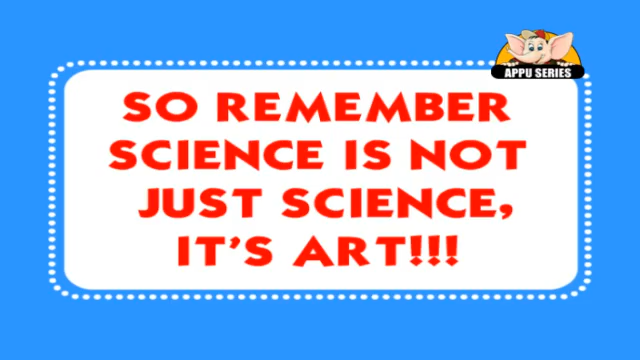 APPU SERIES
SO REMEMBER
SCIENCE IS NOT
JUST SCIENCE,
IT'S ART!!!